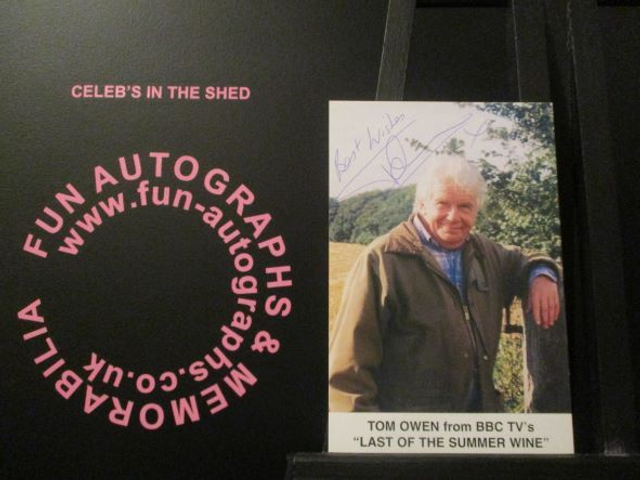 CELEB'S IN THE SHED
FUN AUTOGRAPHS & MEMORABILIA
www.fun-autographs.co.uk
Best Wishes
TOM OWEN from BBC TV's
"LAST OF THE SUMMER WINE"